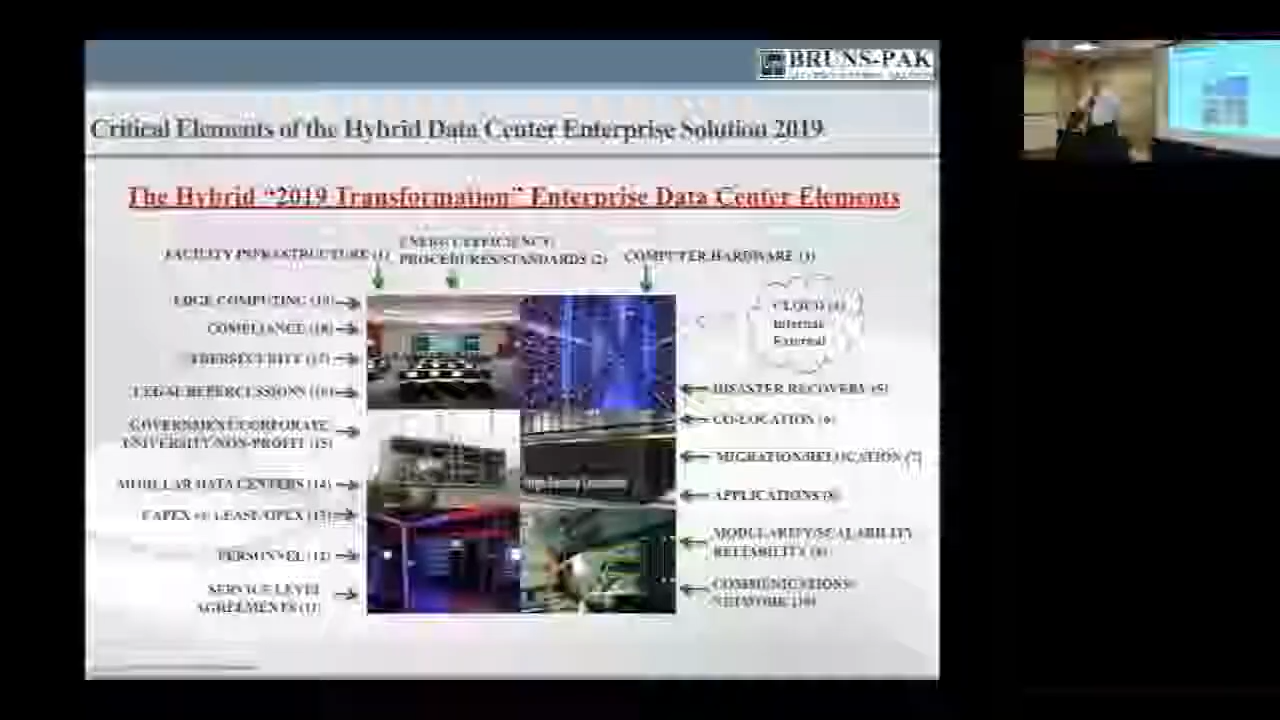 BRUNS-PAK
Critical Elements of the Hybrid Data Center Enterprise Solution 2019
The Hybrid “2019 Transformation” Enterprise Data Center Elements
FACILITY INFRASTRUCTURE (1)
ENERGY EFFICIENCY
PROCEDURES/STANDARDS (2)
COMPUTER HARDWARE (3)
EDGE COMPUTING
COMPLIANCE (18)
CYBERSECURITY (17)
LEGAL REPERCUSSIONS (16)
GOVERNMENT/CORPORATE
UNIVERSITY/NON-PROFIT (15)
MODULAR DATA CENTERS (14)
CAPEX vs LEASE/OPEX (13)
PERSONNEL (12)
SERVICE LEVEL
AGREEMENTS (11)
CLOUD (4)
Internal
External
DISASTER RECOVERY (5)
CO-LOCATION (6)
MIGRATION/RELOCATION (7)
APPLICATIONS (8)
MODULARITY/SCALABILITY
RELIABILITY (9)
COMMUNICATIONS/
NETWORK (10)